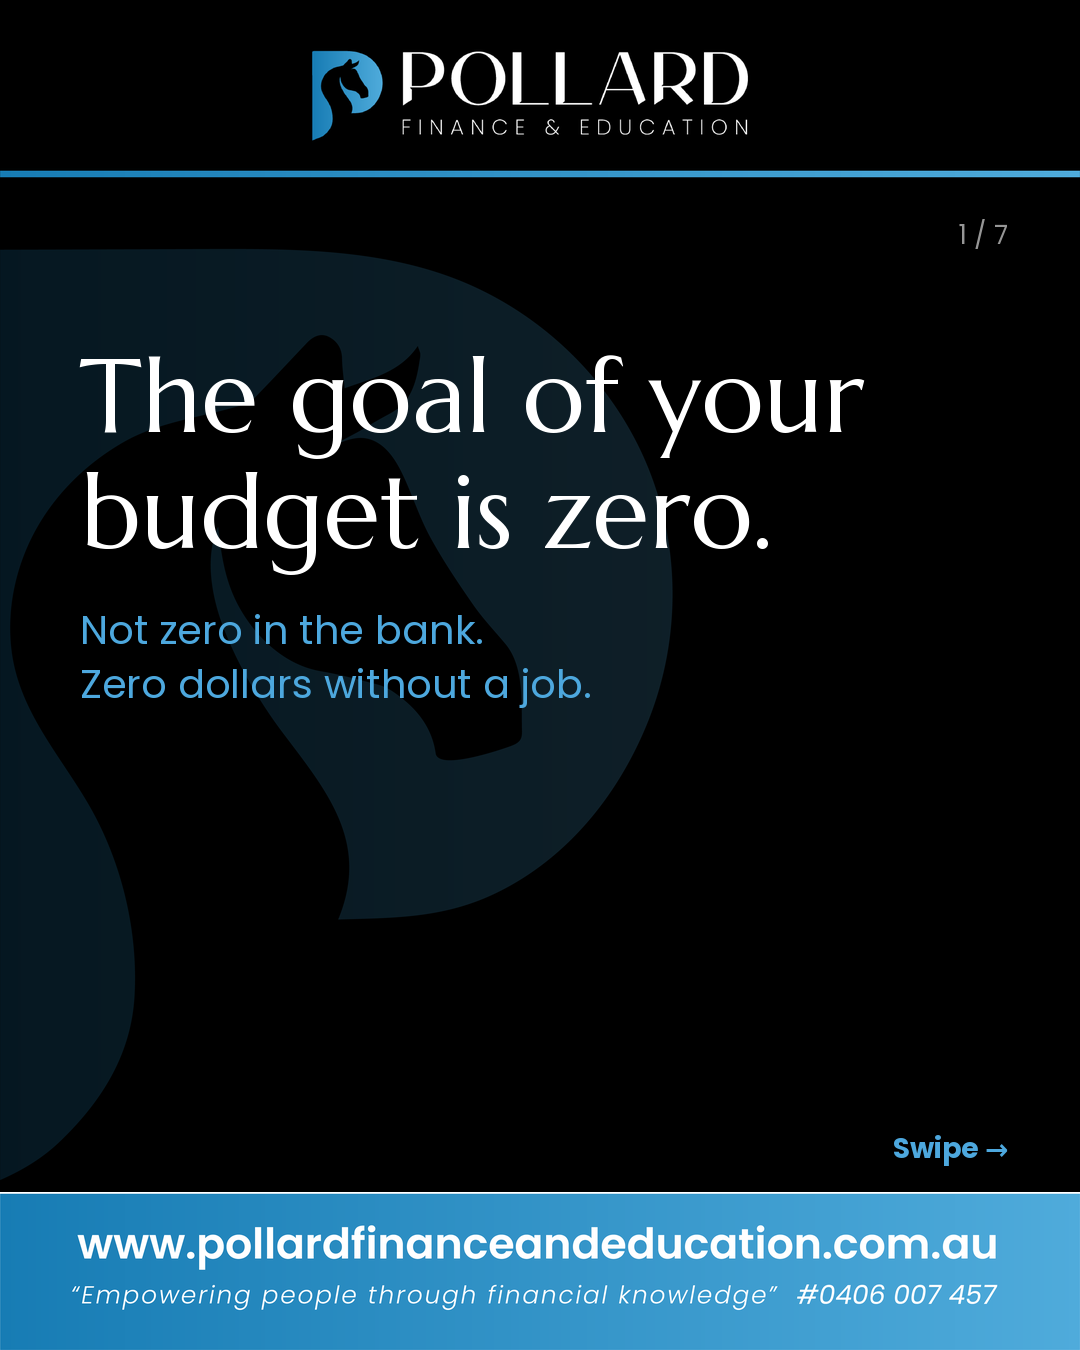 POLLARD
FINANCE & EDUCATION
1 / 7
The goal of your
budget is zero.
Not zero in the bank.
Zero dollars without a job.
Swipe →
www.pollardfinanceandeducation.com.au
“Empowering people through financial knowledge” #0406 007 457